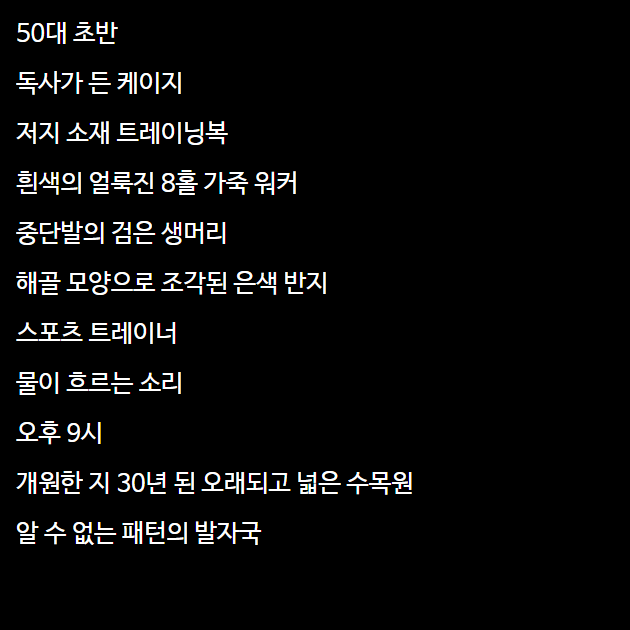 50대 초반
독사가 든 케이지
저지 소재 트레이닝복
흰색의 얼룩진 8홀 가죽 워커
중단발의 검은 생머리
해골 모양으로 조각된 은색 반지
스포츠 트레이너
물이 흐르는 소리
오후 9시
개원한 지 30년 된 오래되고 넓은 수목원
알 수 없는 패턴의 발자국